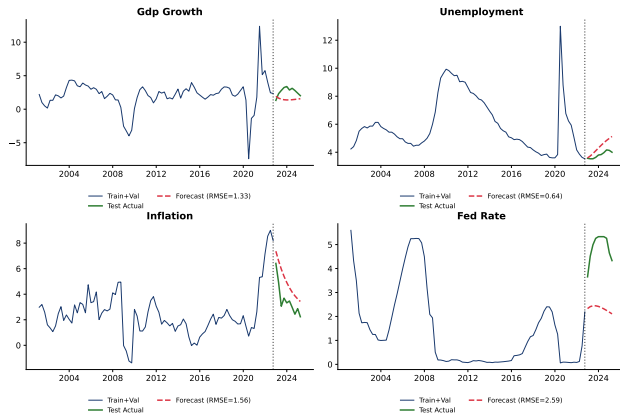 Gdp Growth
10
5
0
−5
2004 2008 2012 2016 2020 2024
Train+Val
Test Actual
Forecast (RMSE=1.33)
Unemployment
12
10
8
6
4
2004 2008 2012 2016 2020 2024
Train+Val
Test Actual
Forecast (RMSE=0.64)
Inflation
8
6
4
2
0
2004 2008 2012 2016 2020 2024
Train+Val
Test Actual
Forecast (RMSE=1.56)
Fed Rate
5
4
3
2
1
0
2004 2008 2012 2016 2020 2024
Train+Val
Test Actual
Forecast (RMSE=2.59)